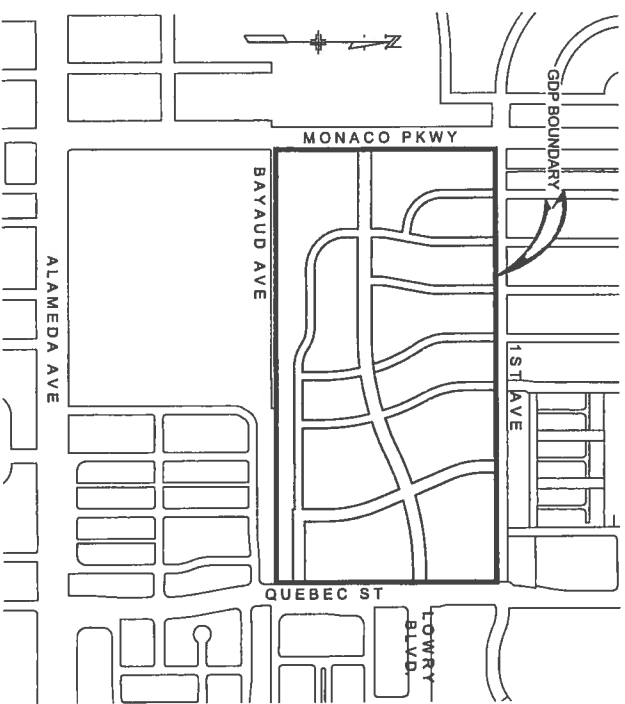 N
GDP BOUNDARY
MONACO PKWY
BAYAUD AVE
ALAMEDA AVE
1ST AVE
QUEBEC ST
LOWRY
BLVD.